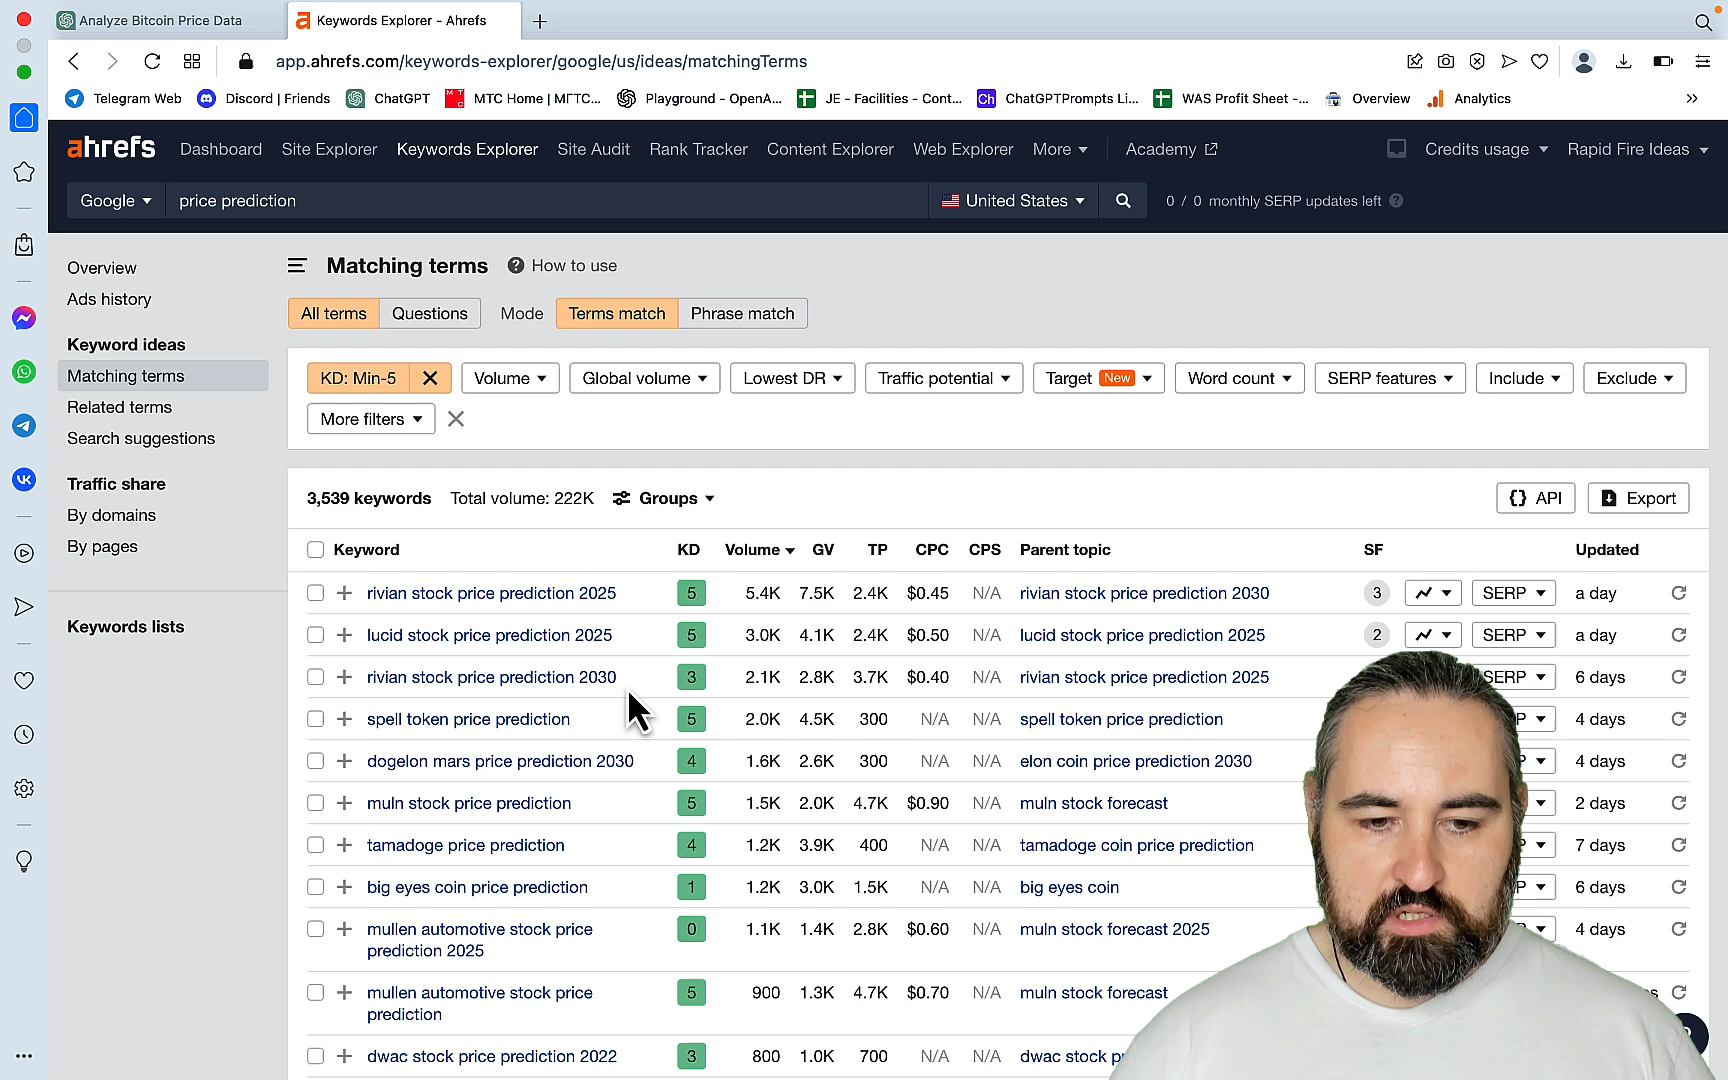 Analyze Bitcoin Price Data
Keywords Explorer - Ahrefs
app.ahrefs.com/keywords-explorer/google/us/ideas/matchingTerms
Telegram Web
Discord | Friends
ChatGPT
МТС Home | МГТС...
Playground - OpenA...
JE - Facilities - Cont...
Ch ChatGPTPrompts Li...
WAS Profit Sheet -...
Overview
Analytics
ahrefs Dashboard Site Explorer Keywords Explorer Site Audit Rank Tracker Content Explorer Web Explorer More Academy Credits usage Rapid Fire Ideas
Google price prediction United States 0 / 0 monthly SERP updates left
Overview
Ads history
Keyword ideas
Matching terms
Related terms
Search suggestions
Traffic share
By domains
By pages
Keywords lists
Matching terms ? How to use
All terms Questions Mode Terms match Phrase match
KD: Min-5 Volume Global volume Lowest DR Traffic potential Target New Word count SERP features Include Exclude
More filters
3,539 keywords Total volume: 222K Groups API Export
Keyword KD Volume GV TP CPC CPS Parent topic SF Updated
rivian stock price prediction 2025 5 5.4K 7.5K 2.4K $0.45 N/A rivian stock price prediction 2030 3 SERP a day
lucid stock price prediction 2025 5 3.0K 4.1K 2.4K $0.50 N/A lucid stock price prediction 2025 2 SERP a day
rivian stock price prediction 2030 3 2.1K 2.8K 3.7K $0.40 N/A rivian stock price prediction 2025 SERP 6 days
spell token price prediction 5 2.0K 4.5K 300 N/A N/A spell token price prediction P 4 days
dogelon mars price prediction 2030 4 1.6K 2.6K 300 N/A N/A elon coin price prediction 2030 4 days
muln stock price prediction 5 1.5K 2.0K 4.7K $0.90 N/A muln stock forecast 2 days
tamadoge price prediction 4 1.2K 3.9K 400 N/A N/A tamadoge coin price prediction 7 days
big eyes coin price prediction 1 1.2K 3.0K 1.5K N/A N/A big eyes coin P 6 days
mullen automotive stock price
prediction 2025 0 1.1K 1.4K 2.8K $0.60 N/A muln stock forecast 2025 4 days
mullen automotive stock price
prediction 5 900 1.3K 4.7K $0.70 N/A muln stock forecast
dwac stock price prediction 2022 3 800 1.0K 700 N/A N/A dwac stock p